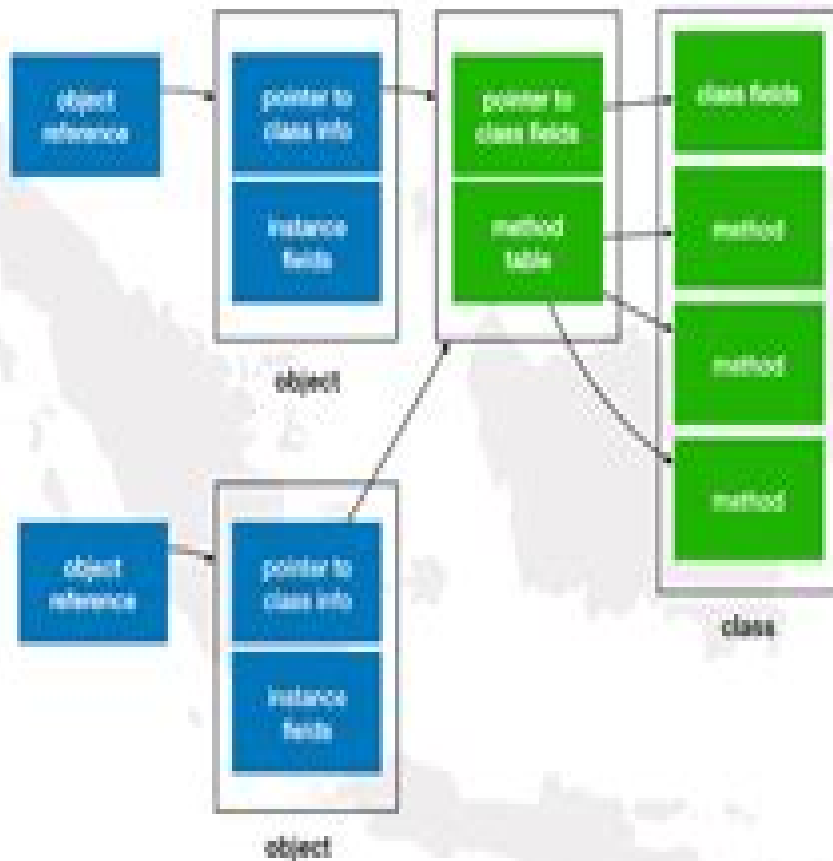 object
reference
pointer to
class info
instance
fields
object
pointer to
class fields
method
table
class fields
method
method
method
class
object
reference
pointer to
class info
instance
fields
object